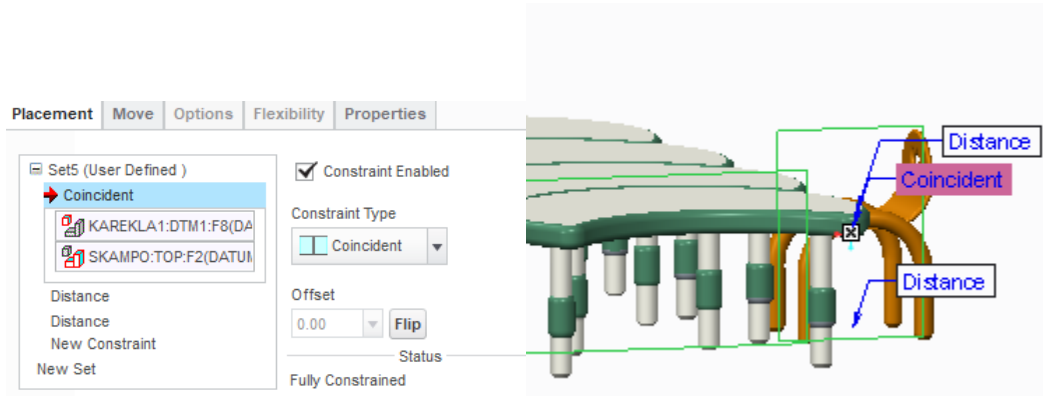 Placement Move Options Flexibility Properties
Set5 (User Defined )
Coincident
KAREKLA1:DTM1:F8(DA
SKAMPO:TOP:F2(DATUM
Distance
Distance
New Constraint
New Set
Constraint Enabled
Constraint Type
Coincident
Offset
0.00 Flip
Status
Fully Constrained
Distance
Coincident
Distance